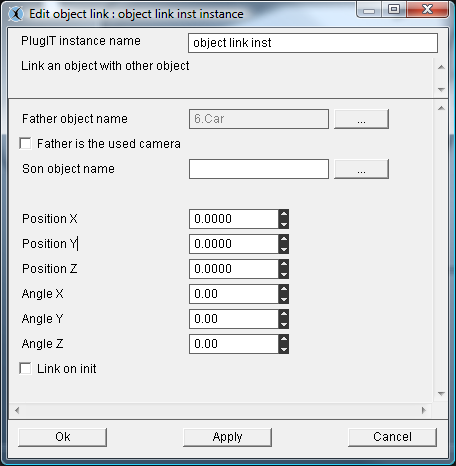 Edit object link : object link inst instance
PlugIT instance name object link inst
Link an object with other object
Father object name 6.Car ...
Father is the used camera
Son object name ...
Position X 0.0000
Position Y 0.0000
Position Z 0.0000
Angle X 0.00
Angle Y 0.00
Angle Z 0.00
Link on init
Ok Apply Cancel